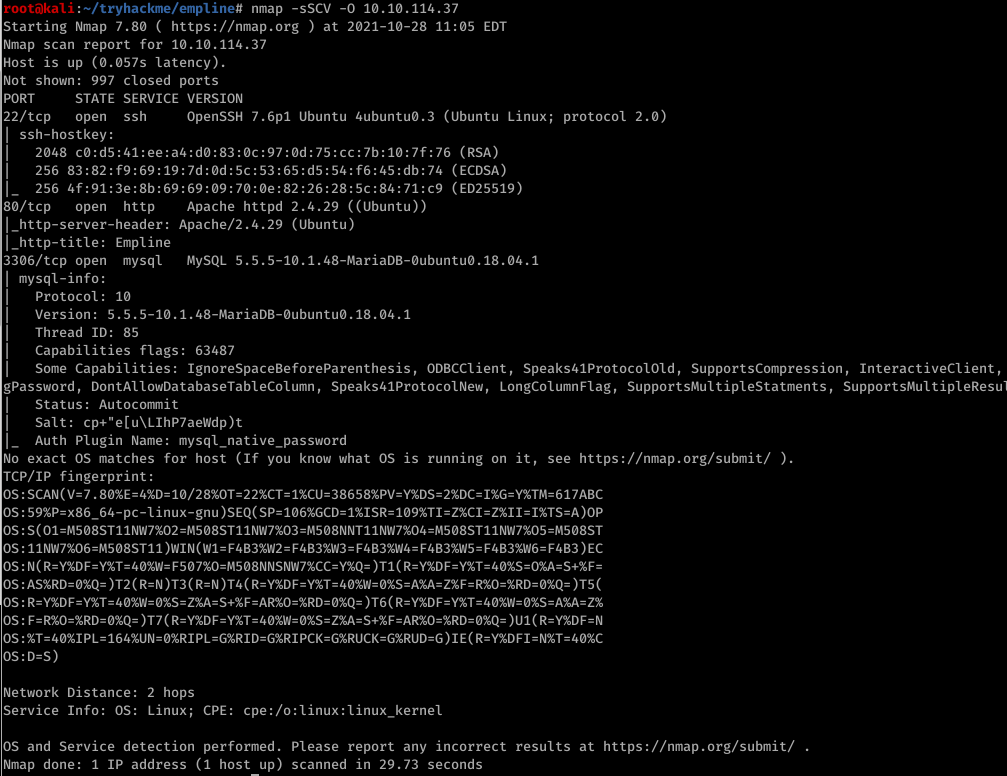 root@kali:~/tryhackme/empline# nmap -sSCV -O 10.10.114.37
Starting Nmap 7.80 ( https://nmap.org ) at 2021-10-28 11:05 EDT
Nmap scan report for 10.10.114.37
Host is up (0.057s latency).
Not shown: 997 closed ports
PORT     STATE SERVICE VERSION
22/tcp   open  ssh     OpenSSH 7.6p1 Ubuntu 4ubuntu0.3 (Ubuntu Linux; protocol 2.0)
| ssh-hostkey:
|   2048 c0:d5:41:ee:a4:d0:83:0c:97:0d:75:cc:7b:10:7f:76 (RSA)
|   256 83:82:f9:69:19:7d:0d:5c:53:65:d5:54:f6:45:db:74 (ECDSA)
|_  256 4f:91:3e:8b:69:69:09:70:0e:82:26:28:5c:84:71:c9 (ED25519)
80/tcp   open  http    Apache httpd 2.4.29 ((Ubuntu))
|_http-server-header: Apache/2.4.29 (Ubuntu)
|_http-title: Empline
3306/tcp open  mysql   MySQL 5.5.5-10.1.48-MariaDB-0ubuntu0.18.04.1
| mysql-info:
|   Protocol: 10
|   Version: 5.5.5-10.1.48-MariaDB-0ubuntu0.18.04.1
|   Thread ID: 85
|   Capabilities flags: 63487
|   Some Capabilities: IgnoreSpaceBeforeParenthesis, ODBCClient, Speaks41ProtocolOld, SupportsCompression, InteractiveClient,
gPassword, DontAllowDatabaseTableColumn, Speaks41ProtocolNew, LongColumnFlag, SupportsMultipleStatments, SupportsMultipleResul
|   Status: Autocommit
|   Salt: cp+"e[u\LIhP7aeWdp)t
|_  Auth Plugin Name: mysql_native_password
No exact OS matches for host (If you know what OS is running on it, see https://nmap.org/submit/ ).
TCP/IP fingerprint:
OS:SCAN(V=7.80%E=4%D=10/28%OT=22%CT=1%CU=38658%PV=Y%DS=2%DC=I%G=Y%TM=617ABC
OS:59%P=x86_64-pc-linux-gnu)SEQ(SP=106%GCD=1%ISR=109%TI=Z%CI=Z%II=I%TS=A)OP
OS:S(O1=M508ST11NW7%O2=M508ST11NW7%O3=M508NNT11NW7%O4=M508ST11NW7%O5=M508ST
OS:11NW7%O6=M508ST11)WIN(W1=F4B3%W2=F4B3%W3=F4B3%W4=F4B3%W5=F4B3%W6=F4B3)EC
OS:N(R=Y%DF=Y%T=40%W=F507%O=M508NNSNW7%CC=Y%Q=)T1(R=Y%DF=Y%T=40%S=O%A=S+%F=
OS:AS%RD=0%Q=)T2(R=N)T3(R=N)T4(R=Y%DF=Y%T=40%W=0%S=A%A=Z%F=R%O=%RD=0%Q=)T5(
OS:R=Y%DF=Y%T=40%W=0%S=Z%A=S+%F=AR%O=%RD=0%Q=)T6(R=Y%DF=Y%T=40%W=0%S=A%A=Z%
OS:F=R%O=%RD=0%Q=)T7(R=Y%DF=Y%T=40%W=0%S=Z%A=S+%F=AR%O=%RD=0%Q=)U1(R=Y%DF=N
OS:%T=40%IPL=164%UN=0%RIPL=G%RID=G%RIPCK=G%RUCK=G%RUD=G)IE(R=Y%DFI=N%T=40%C
OS:D=S)
Network Distance: 2 hops
Service Info: OS: Linux; CPE: cpe:/o:linux:linux_kernel
OS and Service detection performed. Please report any incorrect results at https://nmap.org/submit/ .
Nmap done: 1 IP address (1 host up) scanned in 29.73 seconds